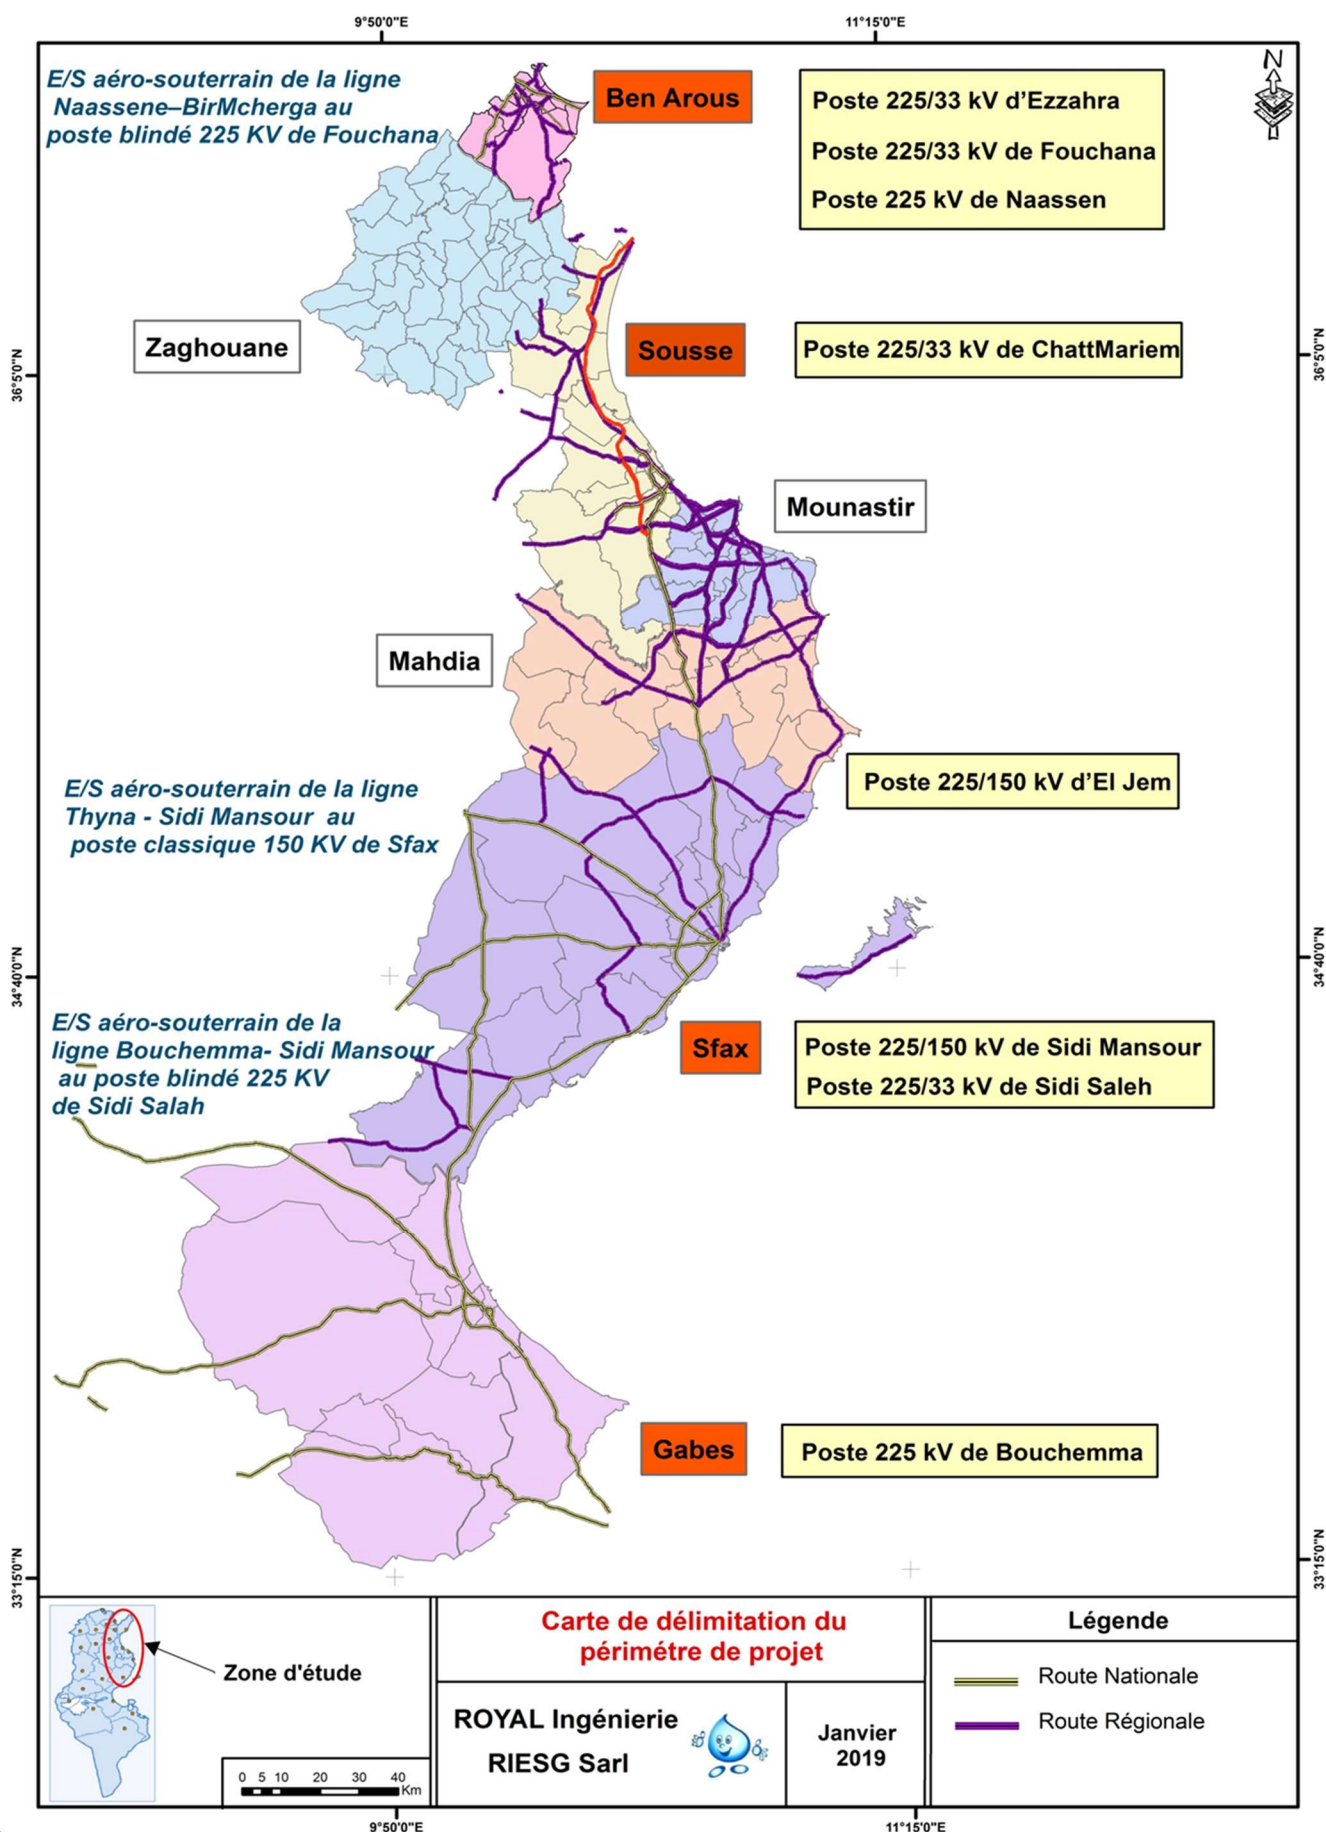 9°50'0"E
11°15'0"E
E/S aéro-souterrain de la ligne
Naassene–BirMcherga au
poste blindé 225 KV de Fouchana
Ben Arous
Poste 225/33 kV d'Ezzahra
Poste 225/33 kV de Fouchana
Poste 225 kV de Naassen
N
Zaghouane
Sousse
Poste 225/33 kV de ChattMariem
36°5'0"N
36°5'0"N
Mounastir
Mahdia
Poste 225/150 kV d'El Jem
E/S aéro-souterrain de la ligne
Thyna - Sidi Mansour au
poste classique 150 KV de Sfax
34°40'0"N
34°40'0"N
E/S aéro-souterrain de la
ligne Bouchemma- Sidi Mansour
au poste blindé 225 KV
de Sidi Salah
Sfax
Poste 225/150 kV de Sidi Mansour
Poste 225/33 kV de Sidi Saleh
Gabes
Poste 225 kV de Bouchemma
33°15'0"N
33°15'0"N
Zone d'étude
0 5 10 20 30 40
Km
Carte de délimitation du
périmétre de projet
ROYAL Ingénierie
RIESG Sarl
Janvier
2019
Légende
Route Nationale
Route Régionale
9°50'0"E
11°15'0"E